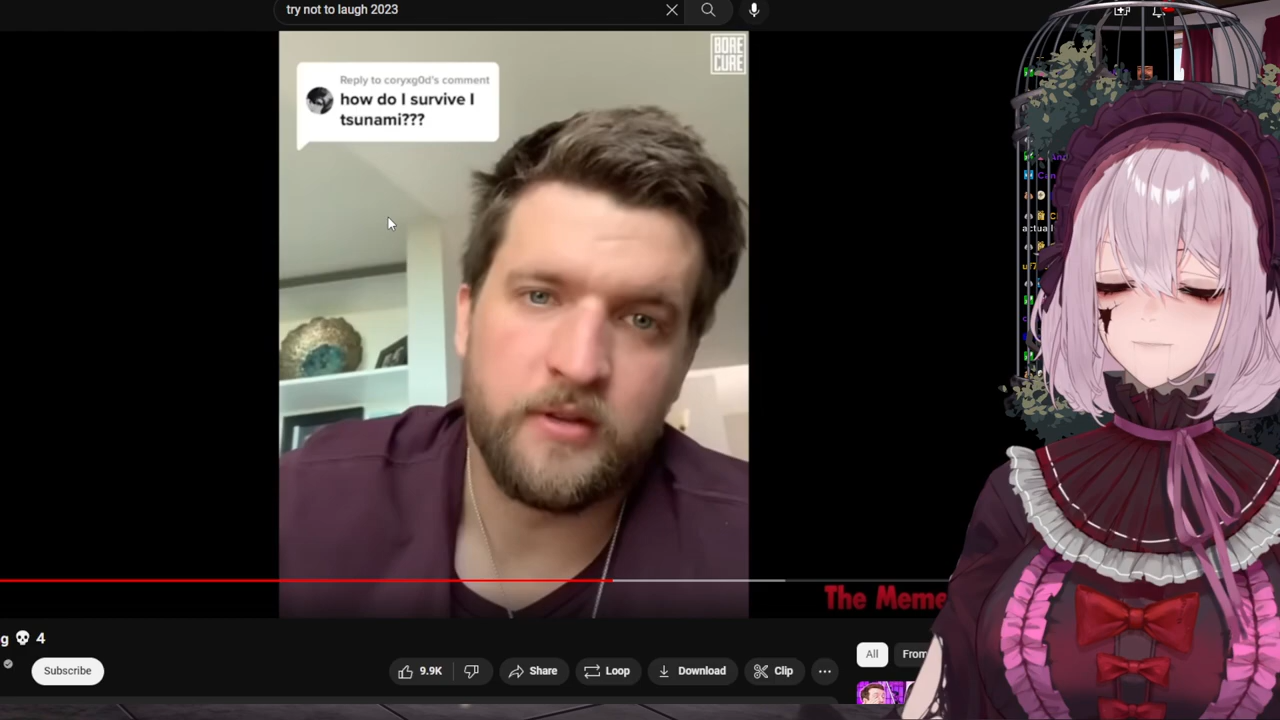 try not to laugh 2023
BORE
CURE
Reply to coryxg0d's comment
how do I survive I
tsunami???
actual
The Meme
g 💀 4
Subscribe
9.9K
Share
Loop
Download
Clip
All
From